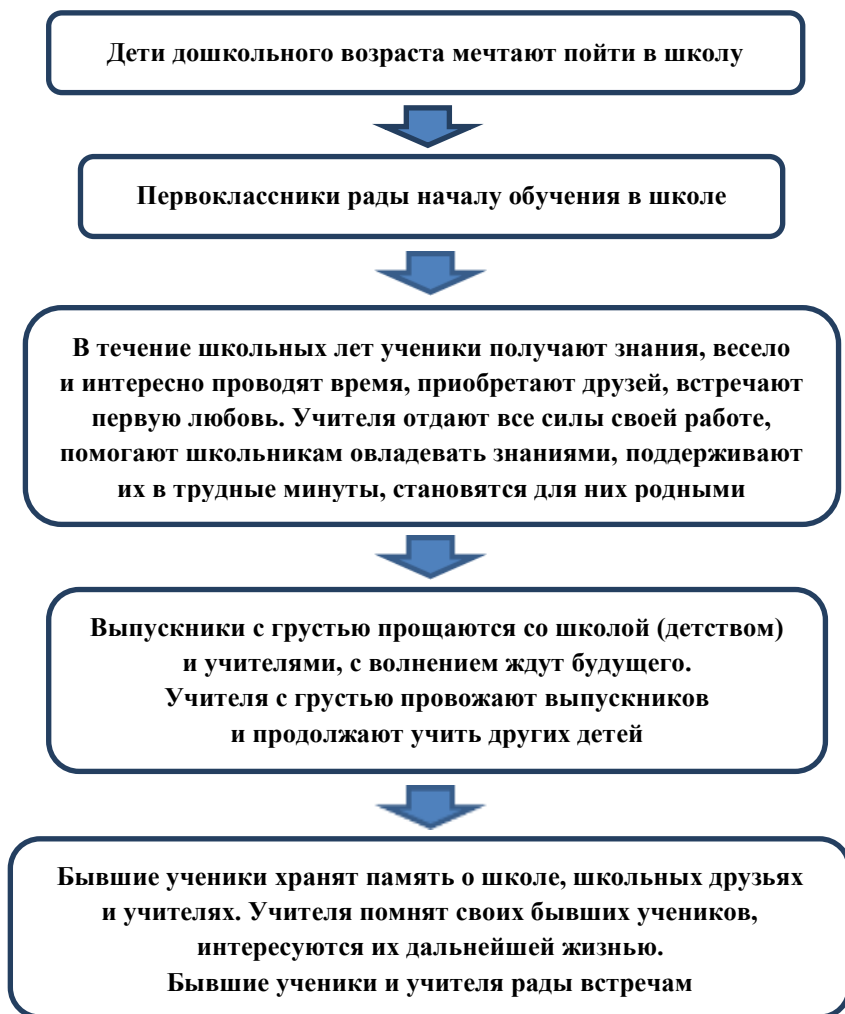 Дети дошкольного возраста мечтают пойти в школу
Первоклассники рады началу обучения в школе
В течение школьных лет ученики получают знания, весело
и интересно проводят время, приобретают друзей, встречают
первую любовь. Учителя отдают все силы своей работе,
помогают школьникам овладевать знаниями, поддерживают
их в трудные минуты, становятся для них родными
Выпускники с грустью прощаются со школой (детством)
и учителями, с волнением ждут будущего.
Учителя с грустью провожают выпускников
и продолжают учить других детей
Бывшие ученики хранят память о школе, школьных друзьях
и учителях. Учителя помнят своих бывших учеников,
интересуются их дальнейшей жизнью.
Бывшие ученики и учителя рады встречам